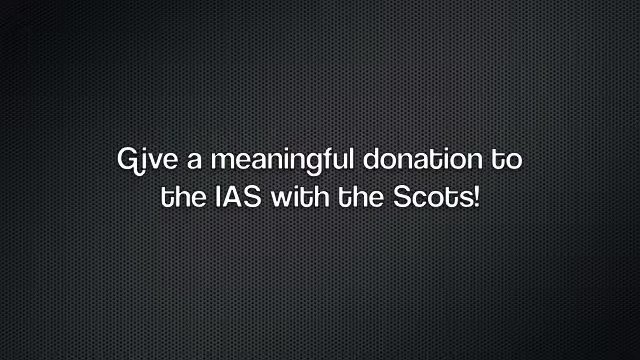 Give a meaningful donation to
the IAS with the Scots!